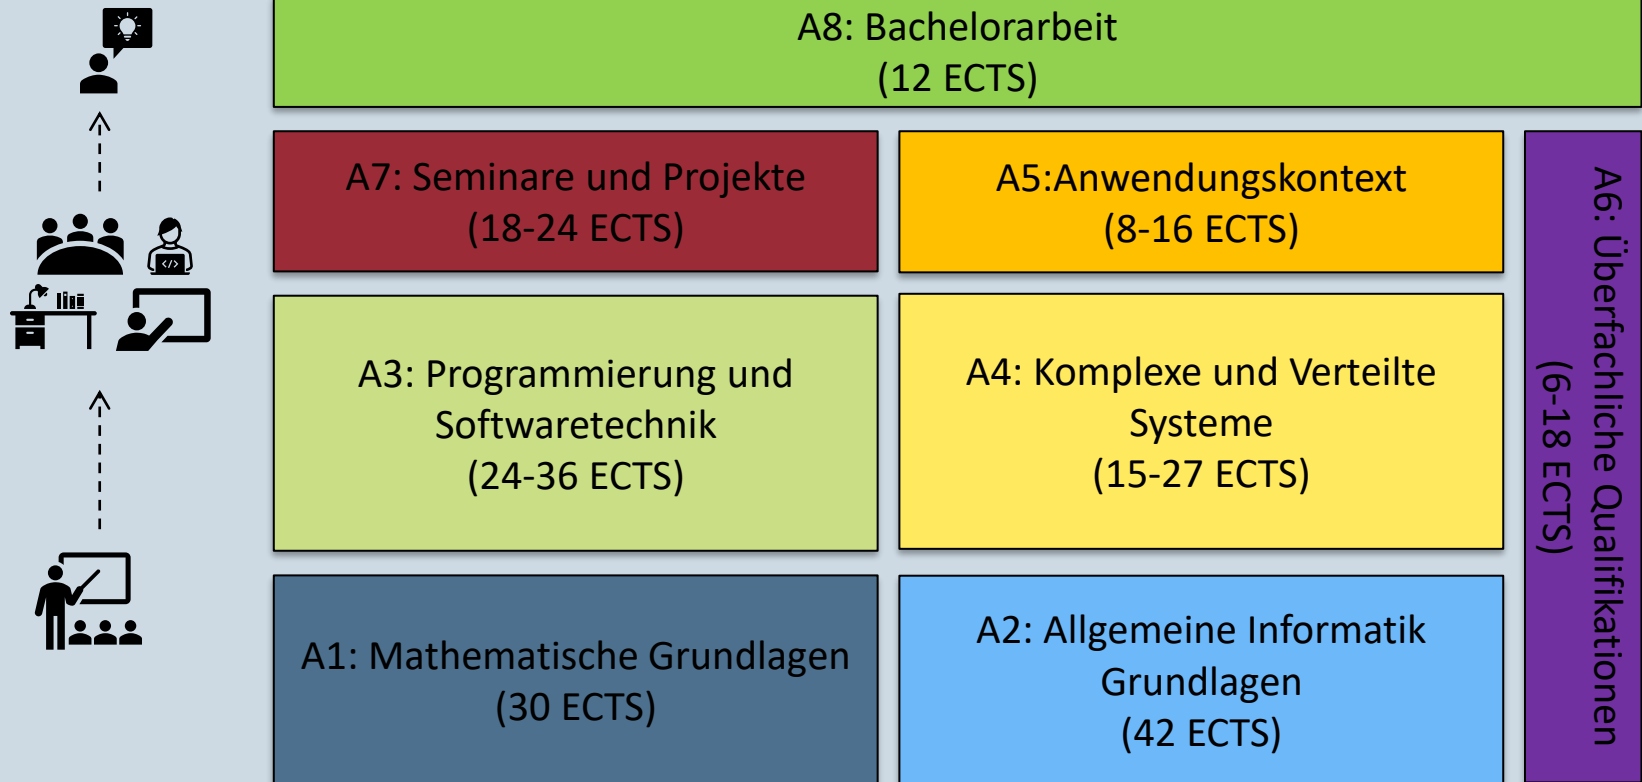 A8: Bachelorarbeit
(12 ECTS)
A7: Seminare und Projekte
(18-24 ECTS)
A5:Anwendungskontext
(8-16 ECTS)
A6: Überfachliche Qualifikationen
(6-18 ECTS)
A3: Programmierung und
Softwaretechnik
(24-36 ECTS)
A4: Komplexe und Verteilte
Systeme
(15-27 ECTS)
A1: Mathematische Grundlagen
(30 ECTS)
A2: Allgemeine Informatik
Grundlagen
(42 ECTS)